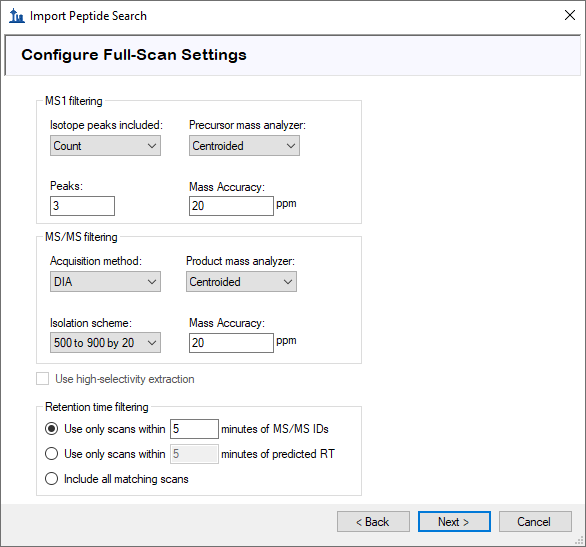 Import Peptide Search
Configure Full-Scan Settings
MS1 filtering
Isotope peaks included: Precursor mass analyzer:
Count Centroided
Peaks: Mass Accuracy:
3 20 ppm
MS/MS filtering
Acquisition method: Product mass analyzer:
DIA Centroided
Isolation scheme: Mass Accuracy:
500 to 900 by 20 20 ppm
Use high-selectivity extraction
Retention time filtering
Use only scans within 5 minutes of MS/MS IDs
Use only scans within 5 minutes of predicted RT
Include all matching scans
< Back Next > Cancel